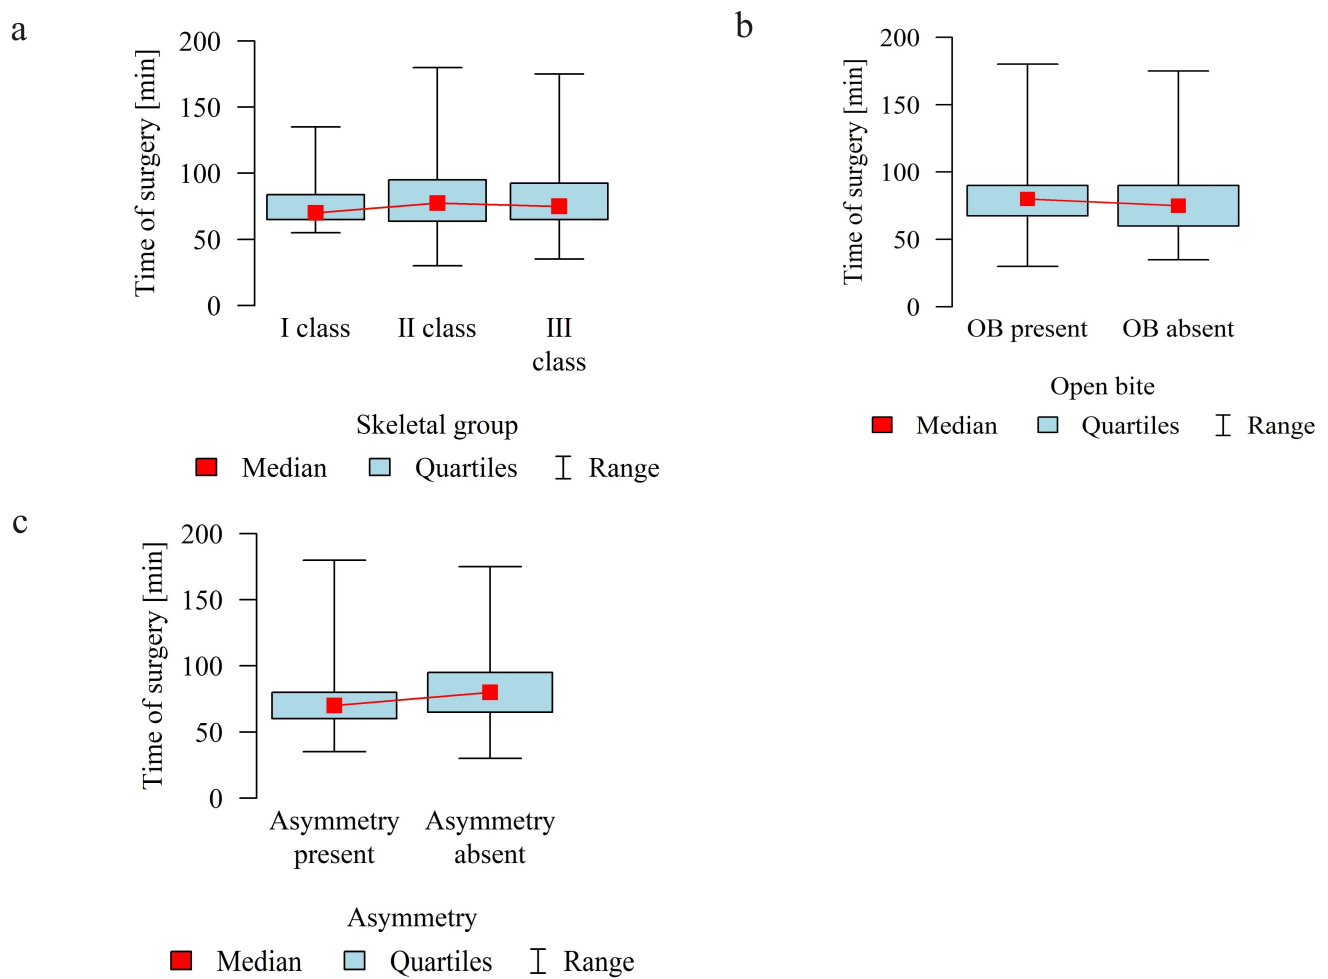 a
Time of surgery [min]
200
150
100
50
0
I class
II class
III
class
Skeletal group
Median
Quartiles
Range
b
Time of surgery [min]
200
150
100
50
0
OB present
OB absent
Open bite
Median
Quartiles
Range
c
Time of surgery [min]
200
150
100
50
0
Asymmetry
present
Asymmetry
absent
Asymmetry
Median
Quartiles
Range